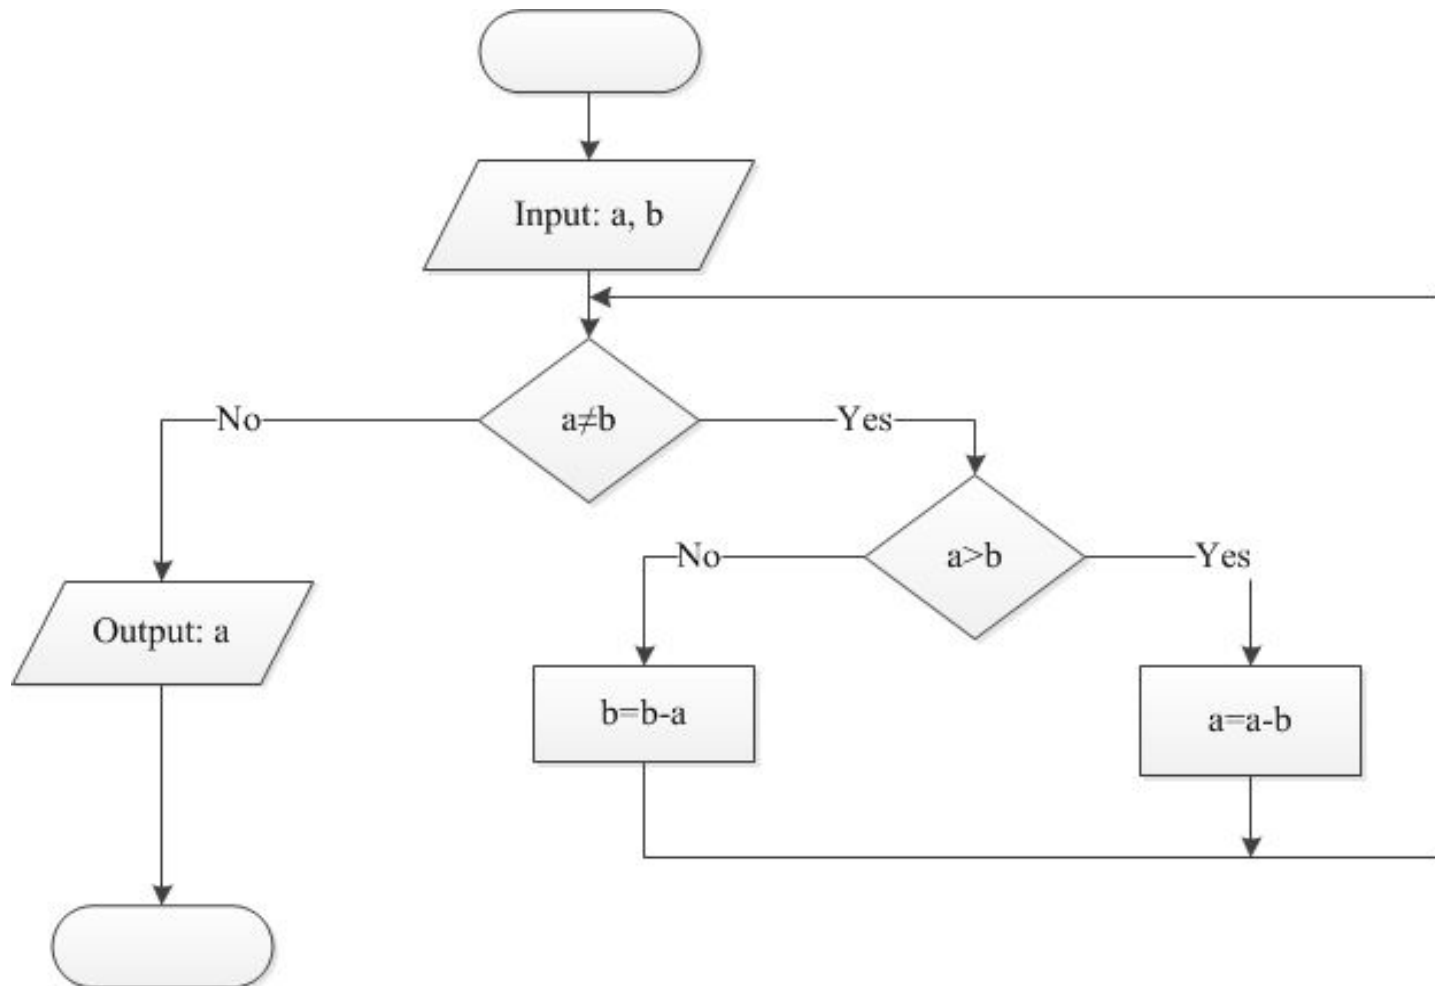 Input: a, b
a≠b
No
Yes
a>b
No
Yes
Output: a
b=b-a
a=a-b